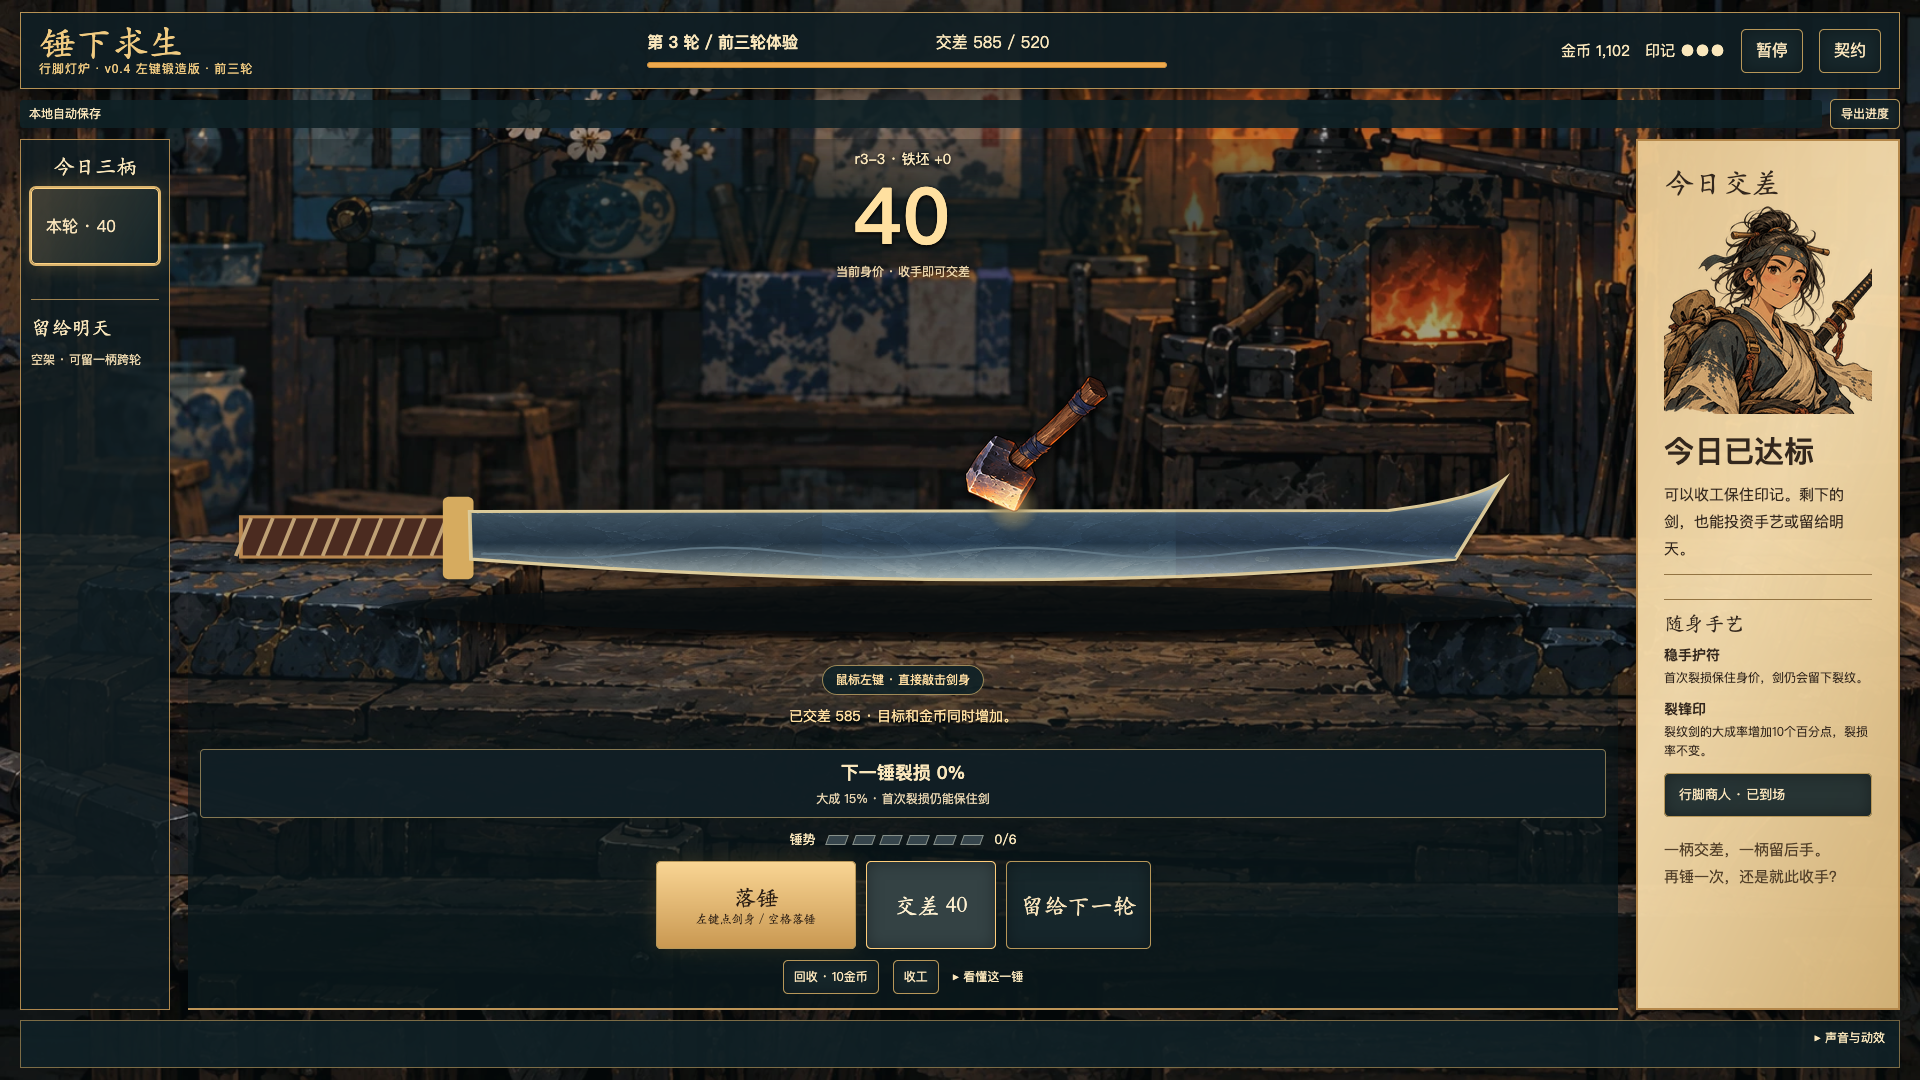 锤下求生
行脚灯炉 · v0.4 左键锻造版 · 前三轮
第 3 轮 / 前三轮体验
交差 585 / 520
金币 1,102
印记
暂停
契约
本地自动保存
导出进度
今日三柄
本轮 · 40
留给明天
空架 · 可留一柄跨轮
r3-3 · 铁坯 +0
40
当前身价 · 收手即可交差
鼠标左键 · 直接敲击剑身
已交差 585 · 目标和金币同时增加。
下一锤裂损 0%
大成 15% · 首次裂损仍能保住剑
锤势
0/6
落锤
左键点剑身 / 空格落锤
交差 40
留给下一轮
回收 · 10金币
收工
▸ 看懂这一锤
今日交差
今日已达标
可以收工保住印记。剩下的
剑，也能投资手艺或留给明
天。
随身手艺
稳手护符
首次裂损保住身价，剑仍会留下裂纹。
裂锋印
裂纹剑的大成率增加10个百分点，裂损
率不变。
行脚商人 · 已到场
一柄交差，一柄留后手。
再锤一次，还是就此收手？
▸ 声音与动效